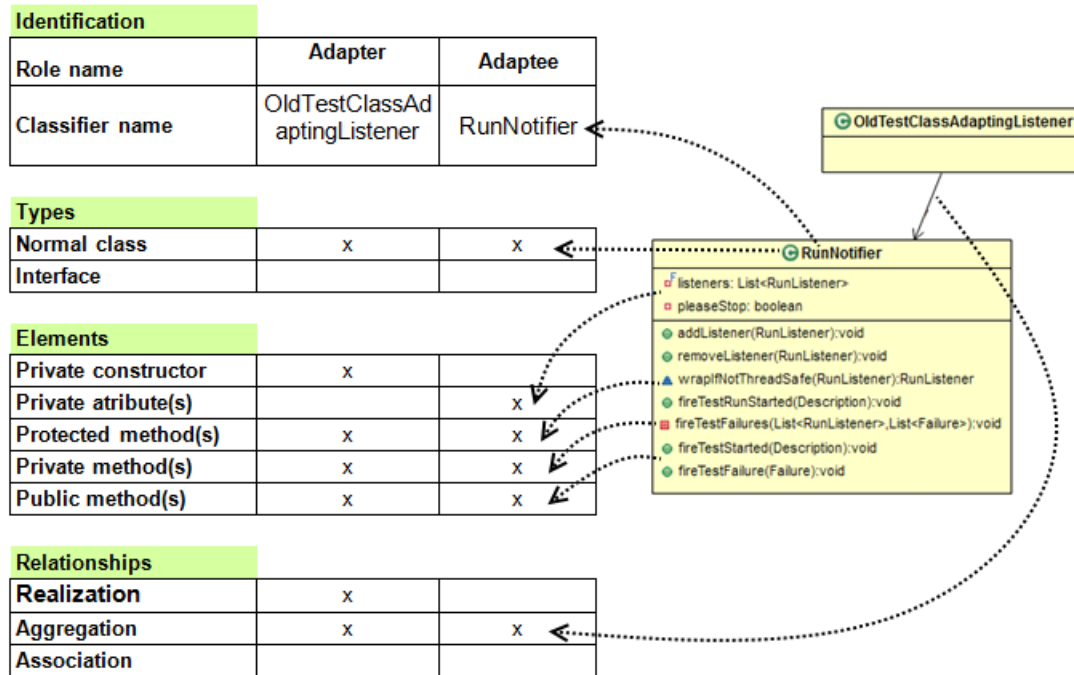 Identification
Role name Adapter Adaptee
Classifier name OldTestClassAd
aptingListener RunNotifier
Types
Normal class x x
Interface
Elements
Private constructor x
Private atribute(s) x
Protected method(s) x x
Private method(s) x x
Public method(s) x x
Relationships
Realization x
Aggregation x x
Association
C OldTestClassAdaptingListener
C RunNotifier
F listeners: List<RunListener>
pleaseStop: boolean
addListener(RunListener):void
removeListener(RunListener):void
wrapIfNotThreadSafe(RunListener):RunListener
fireTestRunStarted(Description):void
fireTestFailures(List<RunListener>,List<Failure>):void
fireTestStarted(Description):void
fireTestFailure(Failure):void